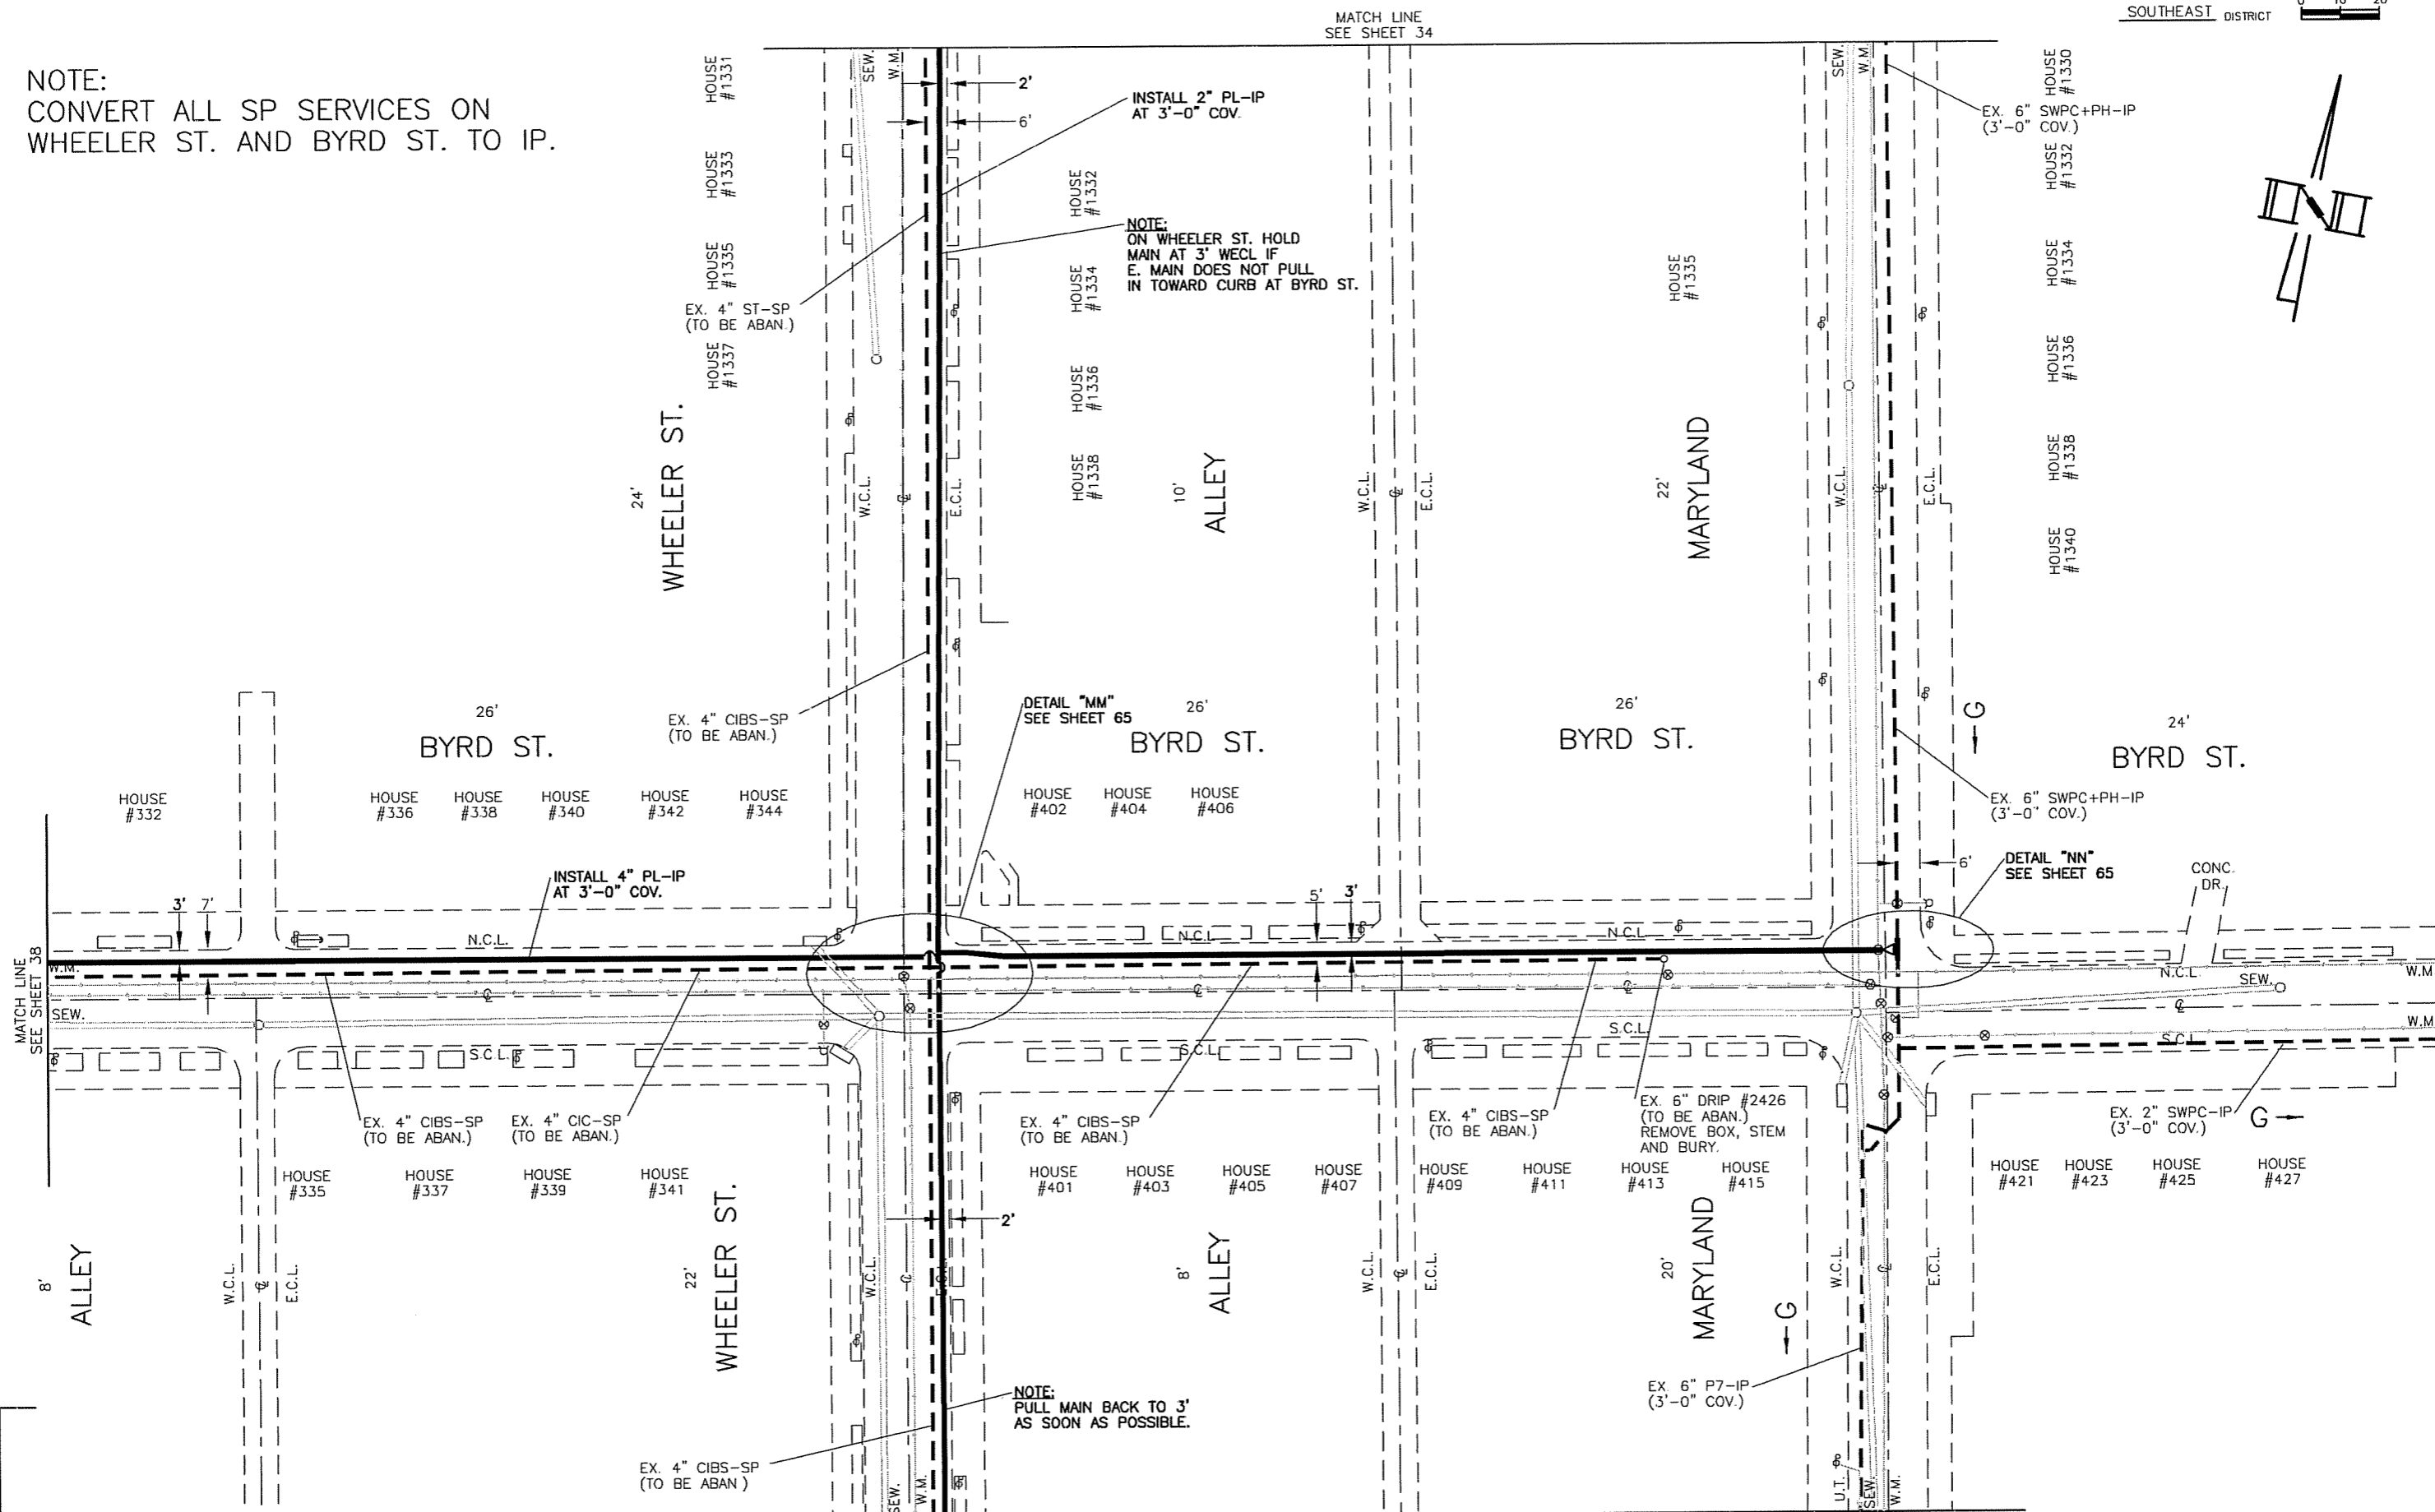 MATCH LINE
SEE SHEET 34
SOUTHEAST DISTRICT
0 10 20
NOTE:
CONVERT ALL SP SERVICES ON
WHEELER ST. AND BYRD ST. TO IP.
HOUSE
#1331
SEW.
W.M.
2'
6'
INSTALL 2" PL-IP
AT 3'-0" COV.
SEW.
W.M.
HOUSE
#1330
EX. 6" SWPC+PH-IP
(3'-0" COV.)
HOUSE
#1333
HOUSE
#1332
HOUSE
#1332
NOTE:
ON WHEELER ST. HOLD
MAIN AT 3' WECL IF
E. MAIN DOES NOT PULL
IN TOWARD CURB AT BYRD ST.
HOUSE
#1335
HOUSE
#1334
HOUSE
#1335
HOUSE
#1334
EX. 4" ST-SP
(TO BE ABAN.)
HOUSE
#1337
HOUSE
#1336
HOUSE
#1336
24'
WHEELER ST.
W.C.L.
℄
E.C.L.
HOUSE
#1338
10'
ALLEY
W.C.L.
℄
E.C.L.
22'
MARYLAND
W.C.L.
℄
E.C.L.
HOUSE
#1338
HOUSE
#1340
26'
BYRD ST.
EX. 4" CIBS-SP
(TO BE ABAN.)
DETAIL "MM"
SEE SHEET 65
26'
BYRD ST.
26'
BYRD ST.
G
24'
BYRD ST.
HOUSE
#332
HOUSE
#336
HOUSE
#338
HOUSE
#340
HOUSE
#342
HOUSE
#344
HOUSE
#402
HOUSE
#404
HOUSE
#406
EX. 6" SWPC+PH-IP
(3'-0" COV.)
INSTALL 4" PL-IP
AT 3'-0" COV.
6'
DETAIL "NN"
SEE SHEET 65
CONC.
DR.
3'
7'
5'
3'
N.C.L.
N.C.L.
N.C.L.
N.C.L.
MATCH LINE
SEE SHEET 38
W.M.
W.M.
SEW.
℄
℄
℄
℄
SEW.
W.M.
S.C.L.
S.C.L.
S.C.L.
S.C.L.
EX. 4" CIBS-SP
(TO BE ABAN.)
EX. 4" CIC-SP
(TO BE ABAN.)
EX. 4" CIBS-SP
(TO BE ABAN.)
EX. 4" CIBS-SP
(TO BE ABAN.)
EX. 6" DRIP #2426
(TO BE ABAN.)
REMOVE BOX, STEM
AND BURY.
EX. 2" SWPC-IP
(3'-0" COV.)
G
HOUSE
#335
HOUSE
#337
HOUSE
#339
HOUSE
#341
HOUSE
#401
HOUSE
#403
HOUSE
#405
HOUSE
#407
HOUSE
#409
HOUSE
#411
HOUSE
#413
HOUSE
#415
HOUSE
#421
HOUSE
#423
HOUSE
#425
HOUSE
#427
2'
8'
ALLEY
W.C.L.
℄
E.C.L.
22'
WHEELER ST.
W.C.L.
℄
E.C.L.
8'
ALLEY
W.C.L.
℄
E.C.L.
20'
MARYLAND
G
W.C.L.
℄
E.C.L.
NOTE:
PULL MAIN BACK TO 3'
AS SOON AS POSSIBLE.
EX. 6" P7-IP
(3'-0" COV.)
EX. 4" CIBS-SP
(TO BE ABAN.)
SEW.
W.M.
U.T.
SEW.
W.M.